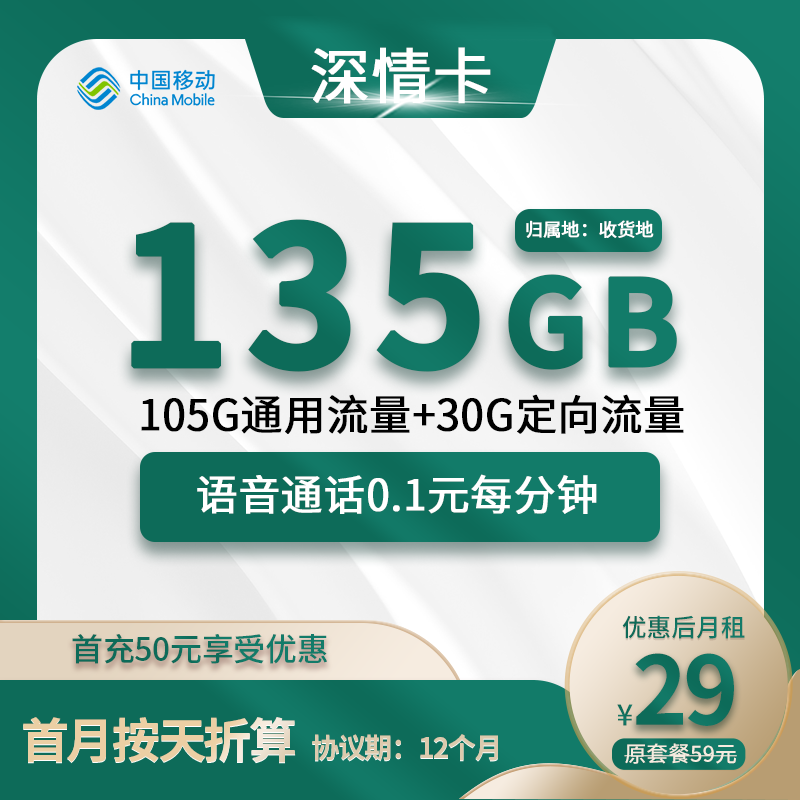 中国移动
China Mobile
深情卡
归属地：收货地
135GB
105G通用流量+30G定向流量
语音通话0.1元每分钟
首充50元享受优惠
首月按天折算 协议期：12个月
优惠后月租
¥29
原套餐59元